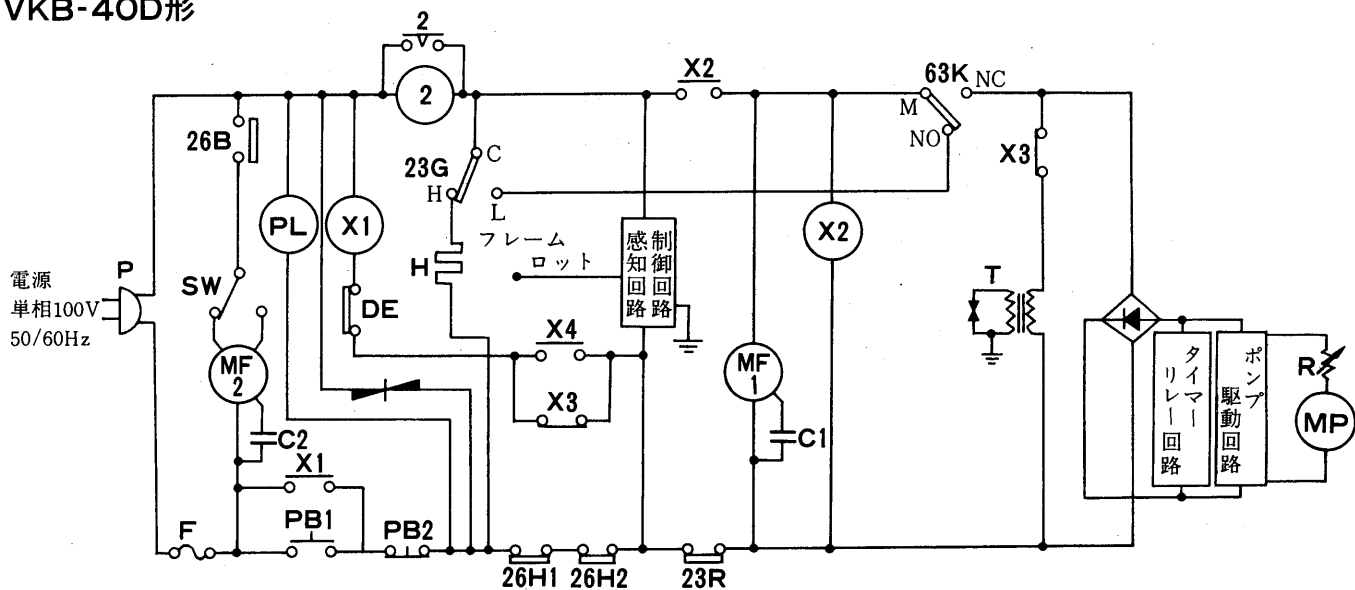 VKB-40D形
2
2
X2
63K
NC
M
NO
26B
23G
C
H
L
X3
PL
X1
フレーム
ロット
感知回路
制御回路
X2
H
電源
単相100V
50/60Hz
P
SW
DE
T
X4
X3
MF
2
MF
1
C2
C1
タイマー
リレー回路
ポンプ
駆動回路
R
MP
X1
F
PB1
PB2
26H1
26H2
23R